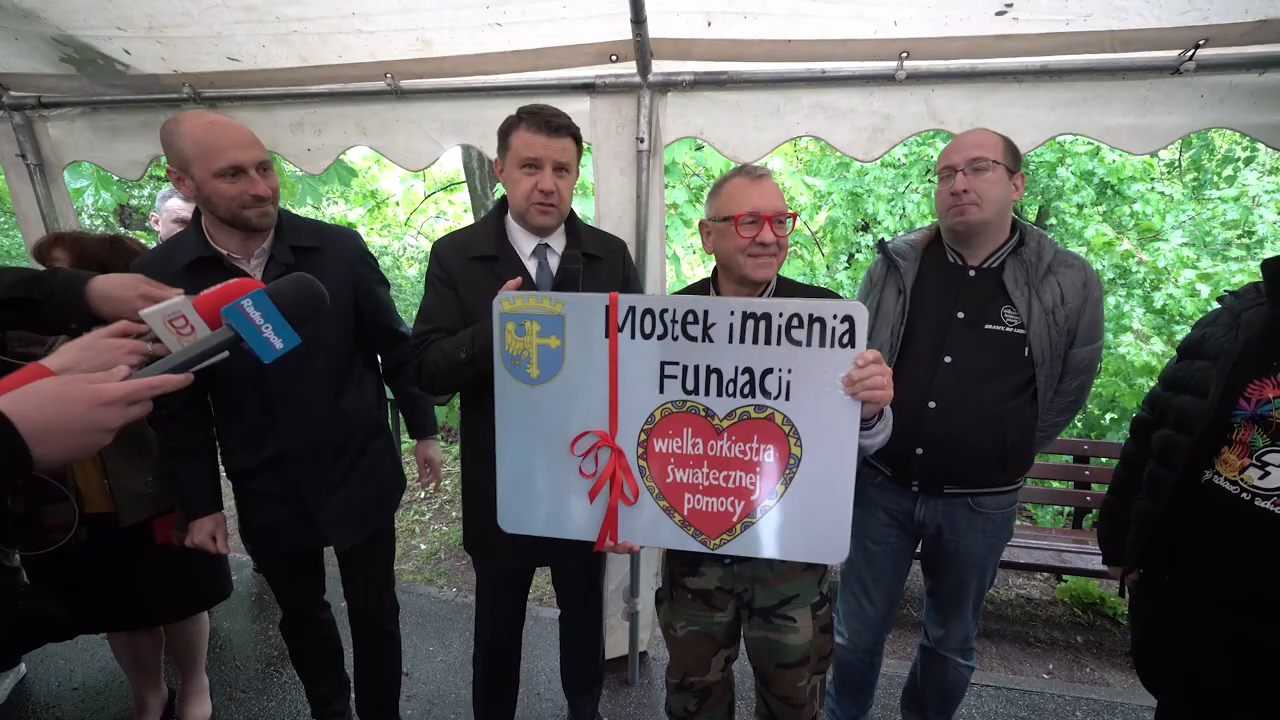 Mostek imienia
Fundacji
wielka orkiestra
świątecznej
pomocy
Radio Opole